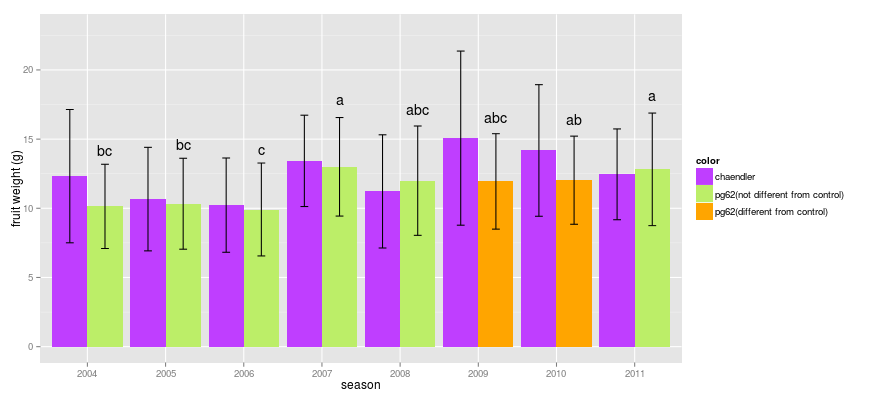 fruit weight (g)
20
15
10
5
0
bc
bc
c
a
abc
abc
ab
a
2004
2005
2006
2007
2008
2009
2010
2011
season
color
chaendler
pg62(not different from control)
pg62(different from control)